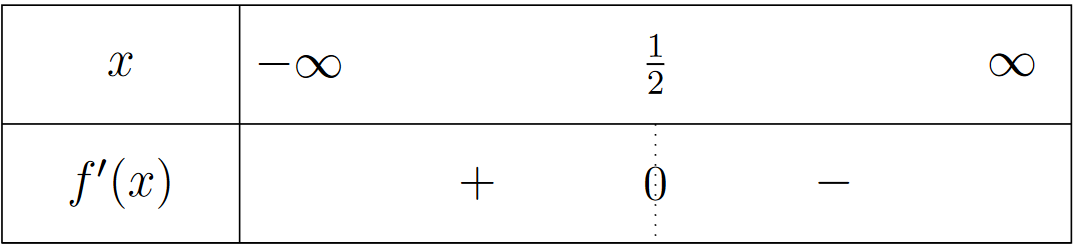 x −∞ 1/2 ∞
f′(x) + 0 −